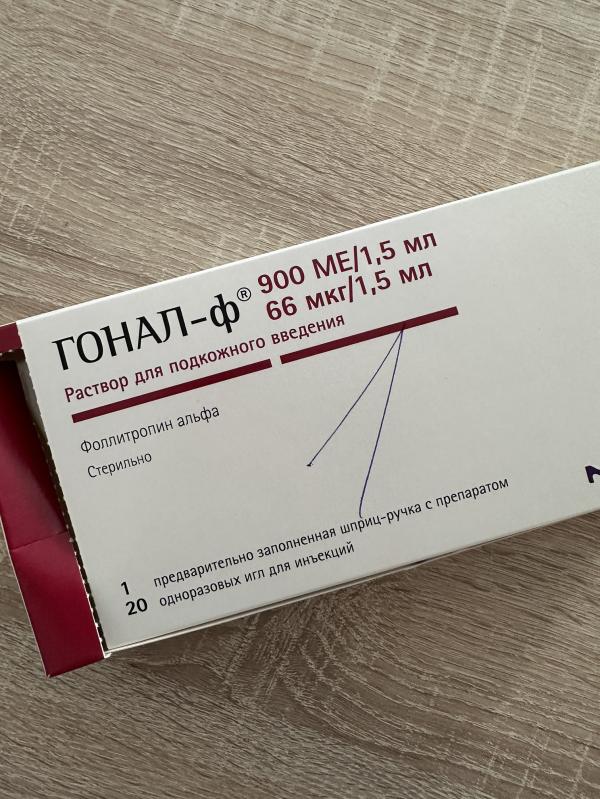 ГОНАЛ-ф® 900 МЕ/1,5 мл
66 мкг/1,5 мл
Раствор для подкожного введения
Фоллитропин альфа
Стерильно
1 предварительно заполненная шприц-ручка с препаратом
20 одноразовых игл для инъекций